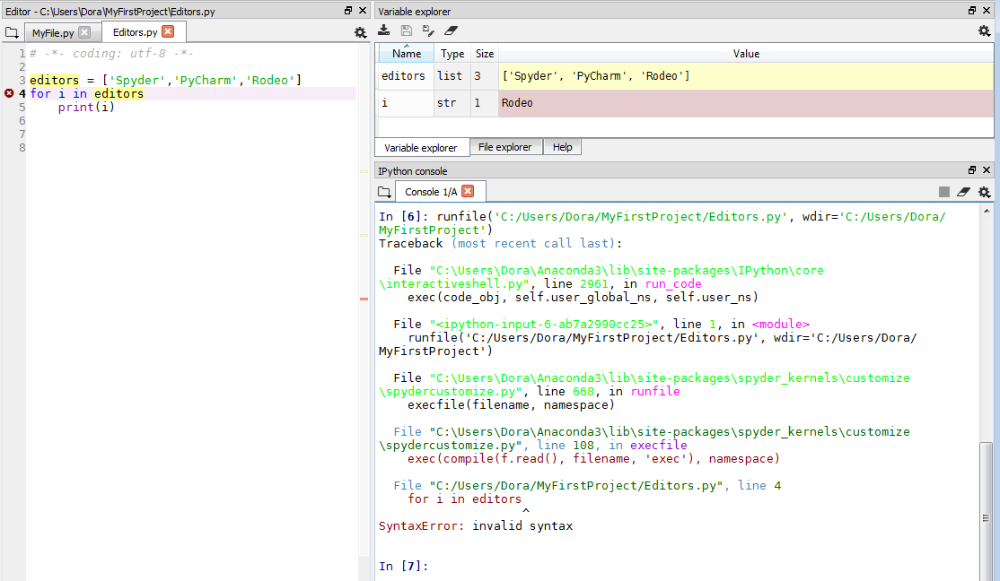 Editor - C:\Users\Dora\MyFirstProject\Editors.py
MyFile.py
Editors.py
1 # -*- coding: utf-8 -*-
2
3 editors = ['Spyder','PyCharm','Rodeo']
4 for i in editors
5     print(i)
6
7
8
Variable explorer
Name Type Size Value
editors list 3 ['Spyder', 'PyCharm', 'Rodeo']
i str 1 Rodeo
Variable explorer File explorer Help
IPython console
Console 1/A
In [6]: runfile('C:/Users/Dora/MyFirstProject/Editors.py', wdir='C:/Users/Dora/
MyFirstProject')
Traceback (most recent call last):
  File "C:\Users\Dora\Anaconda3\lib\site-packages\IPython\core
\interactiveshell.py", line 2961, in run_code
    exec(code_obj, self.user_global_ns, self.user_ns)
  File "<ipython-input-6-ab7a2990cc25>", line 1, in <module>
    runfile('C:/Users/Dora/MyFirstProject/Editors.py', wdir='C:/Users/Dora/
MyFirstProject')
  File "C:\Users\Dora\Anaconda3\lib\site-packages\spyder_kernels\customize
\spydercustomize.py", line 668, in runfile
    execfile(filename, namespace)
  File "C:\Users\Dora\Anaconda3\lib\site-packages\spyder_kernels\customize
\spydercustomize.py", line 108, in execfile
    exec(compile(f.read(), filename, 'exec'), namespace)
  File "C:/Users/Dora/MyFirstProject/Editors.py", line 4
    for i in editors
                    ^
SyntaxError: invalid syntax
In [7]: